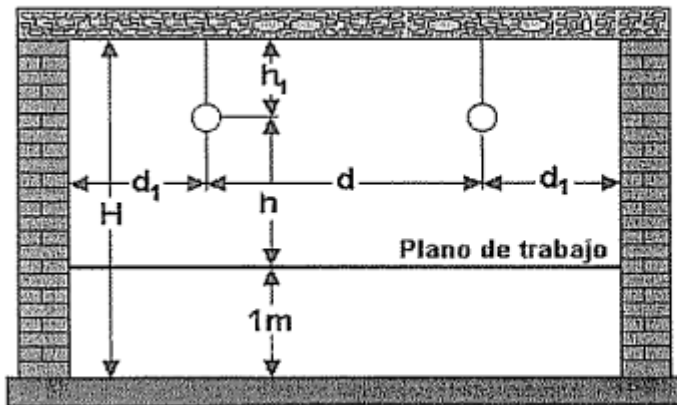 h₁
d₁ d d₁
H h
Plano de trabajo
1m